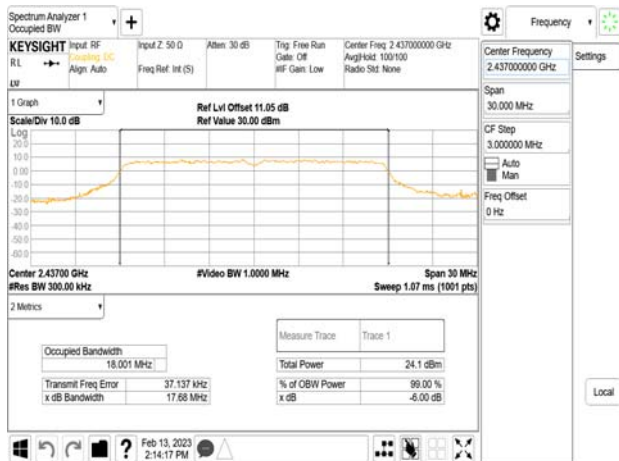 Spectrum Analyzer 1
Occupied BW
Frequency
KEYSIGHT
RL
Input: RF
Coupling: DC
Align: Auto
Input Z: 50 Ω
Freq Ref: Int (S)
Atten: 30 dB
Trig: Free Run
Gate: Off
#IF Gain: Low
Center Freq: 2.437000000 GHz
Avg|Hold: 100/100
Radio Std: None
1 Graph
Scale/Div 10.0 dB
Ref Lvl Offset 11.05 dB
Ref Value 30.00 dBm
Log
20.0
10.0
0.00
-10.0
-20.0
-30.0
-40.0
-50.0
-60.0
Center 2.43700 GHz
#Res BW 300.00 kHz
#Video BW 1.0000 MHz
Span 30 MHz
Sweep 1.07 ms (1001 pts)
2 Metrics
Occupied Bandwidth
18.001 MHz
Transmit Freq Error 37.137 kHz
x dB Bandwidth 17.68 MHz
Measure Trace Trace 1
Total Power 24.1 dBm
% of OBW Power 99.00 %
x dB -6.00 dB
Center Frequency
2.437000000 GHz
Span
30.000 MHz
CF Step
3.000000 MHz
Auto
Man
Freq Offset
0 Hz
Settings
Local
Feb 13, 2023
2:14:17 PM